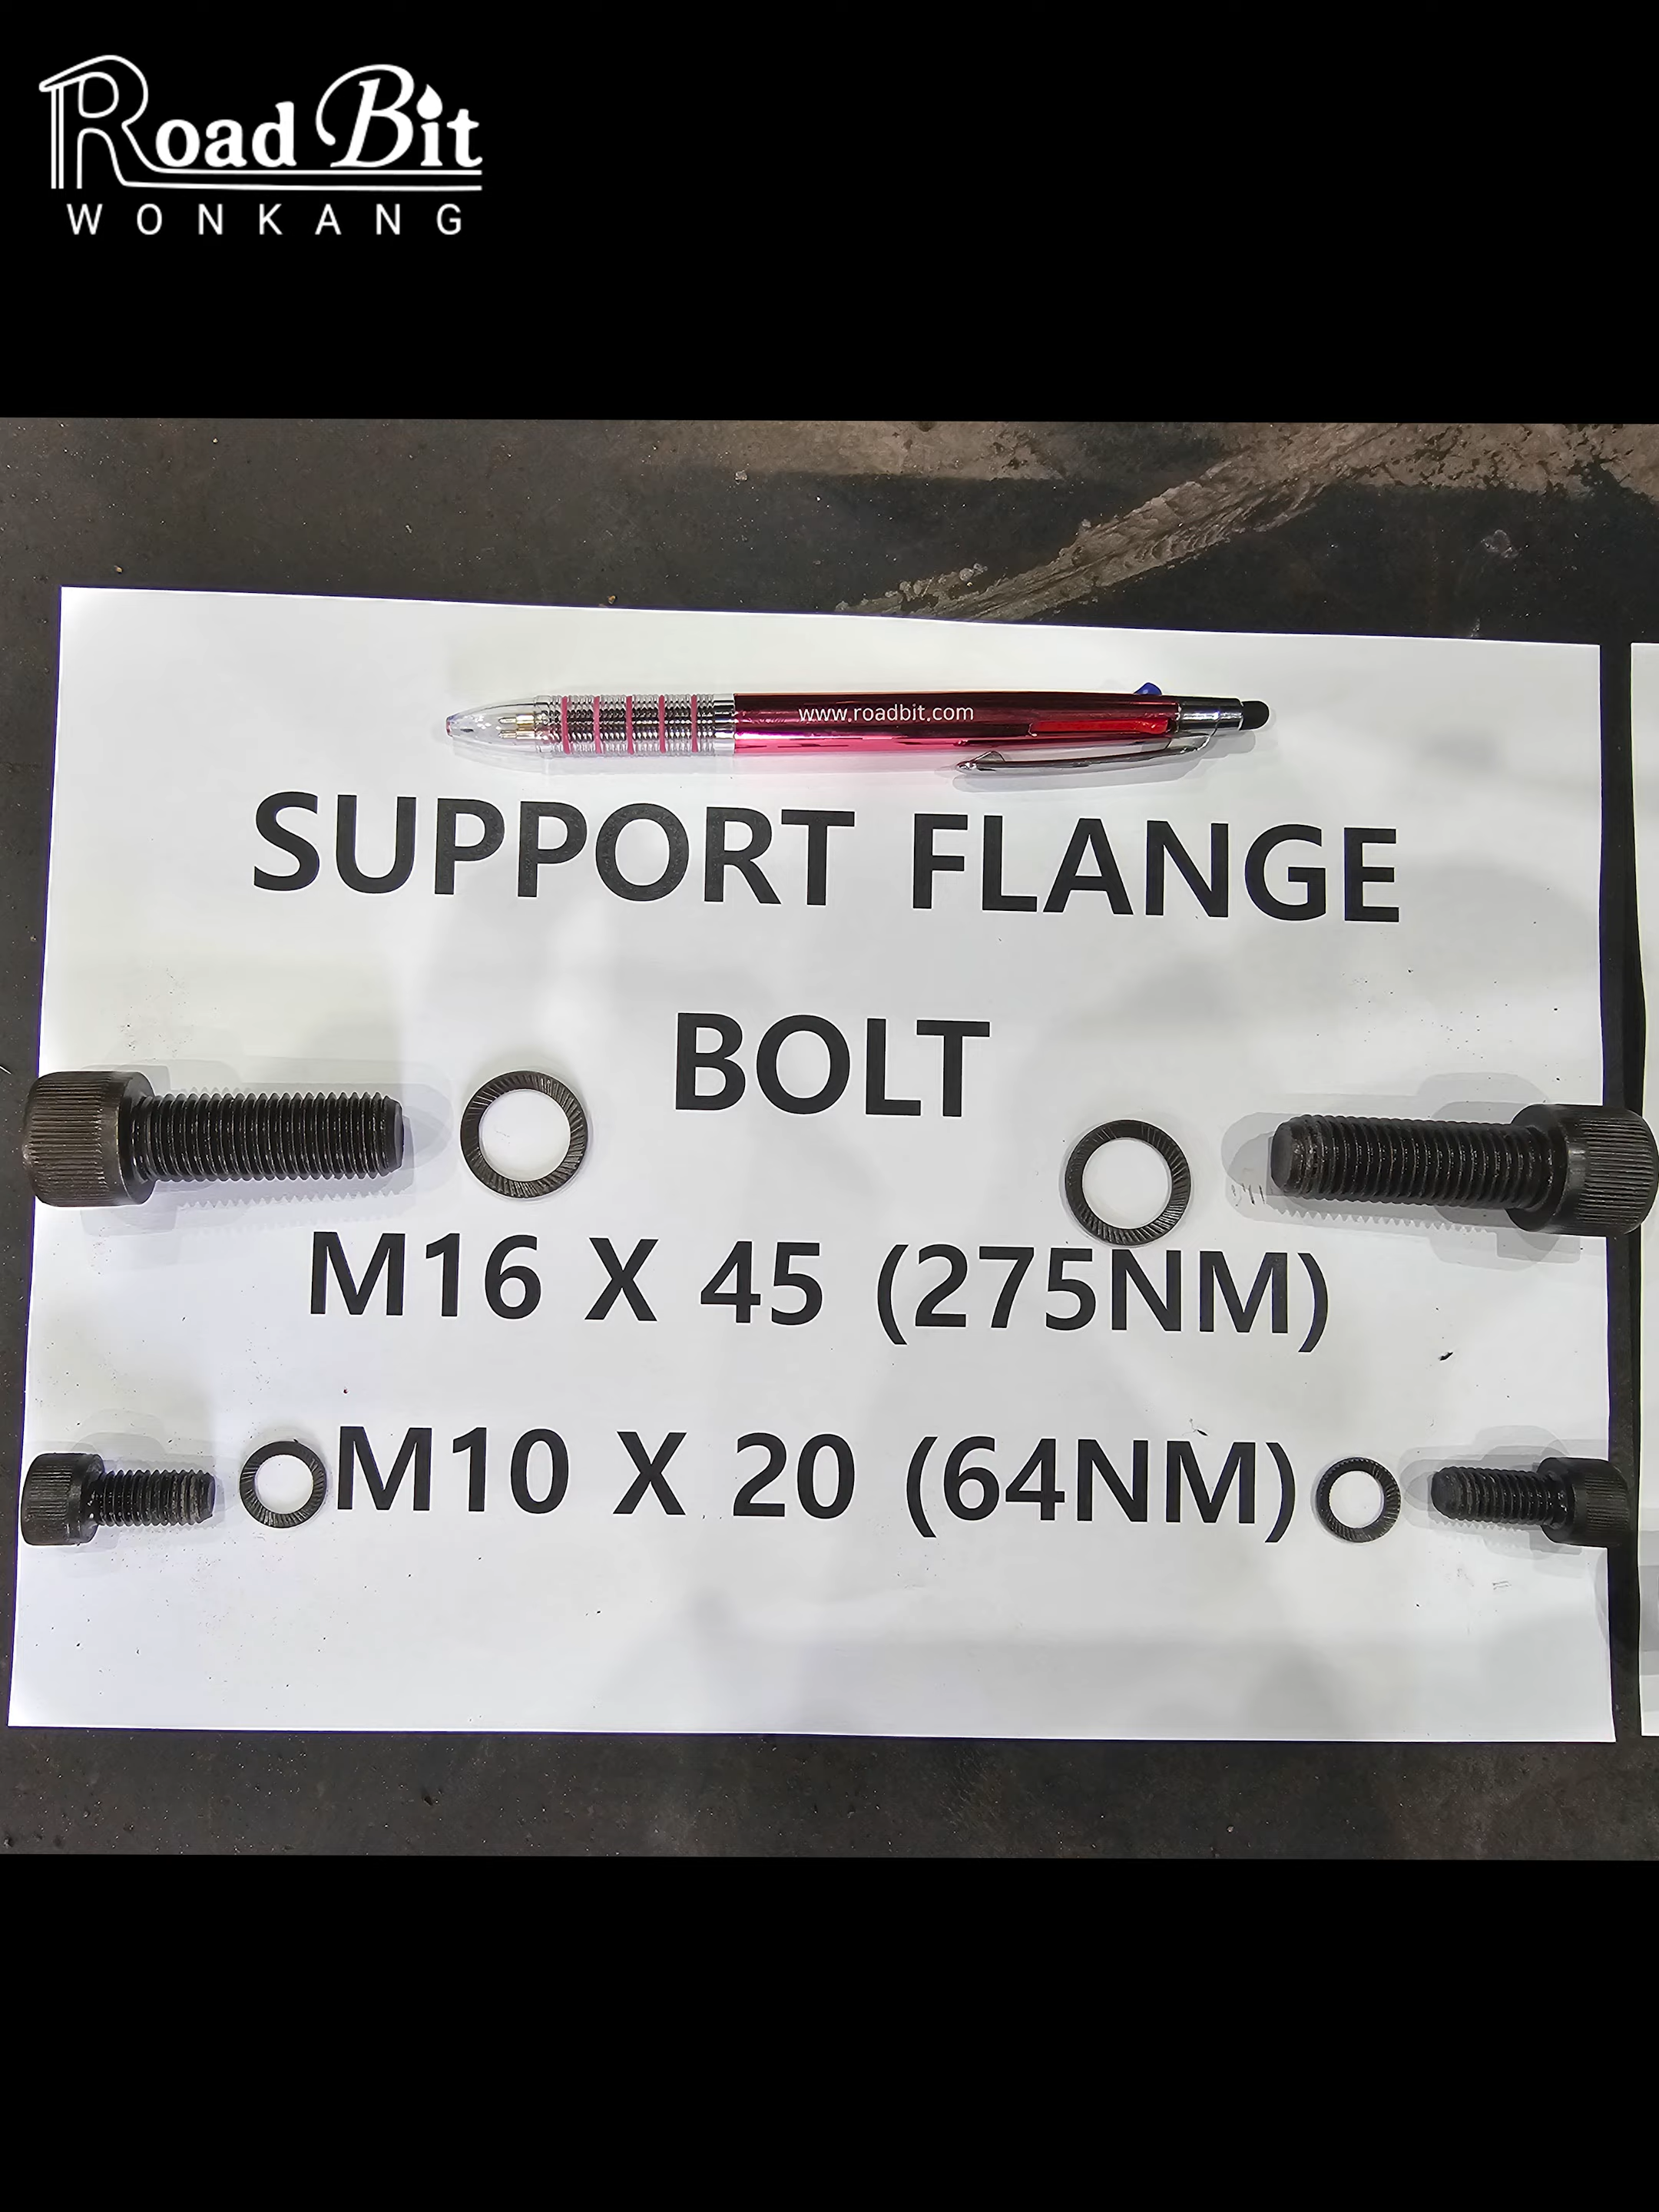 Road Bit
WONKANG
www.roadbit.com
SUPPORT FLANGE
BOLT
M16 X 45 (275NM)
M10 X 20 (64NM)